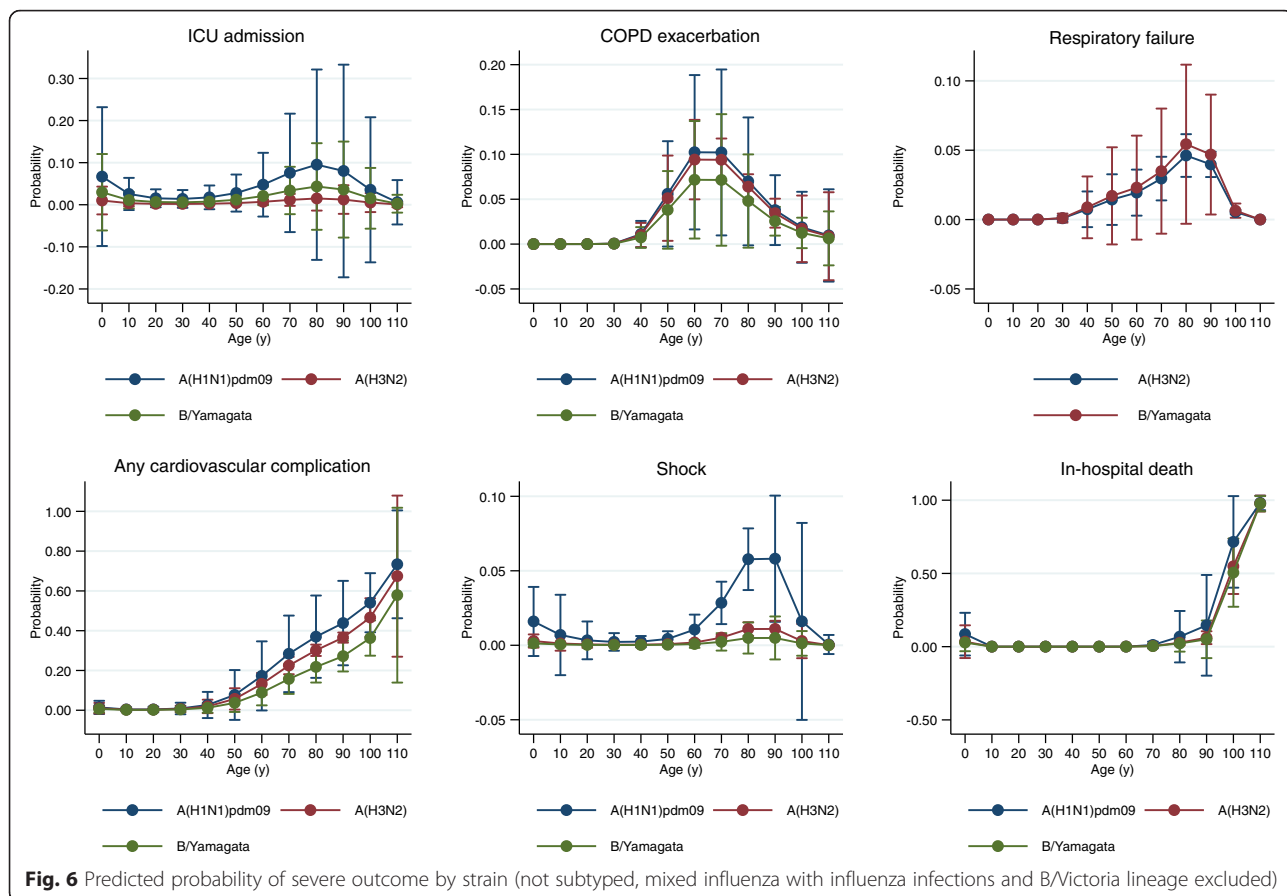 ICU admission
Probability
0.30
0.20
0.10
0.00
-0.10
-0.20
0 10 20 30 40 50 60 70 80 90 100 110
Age (y)
A(H1N1)pdm09 A(H3N2)
B/Yamagata
COPD exacerbation
Probability
0.20
0.15
0.10
0.05
0.00
-0.05
0 10 20 30 40 50 60 70 80 90 100 110
Age (y)
A(H1N1)pdm09 A(H3N2)
B/Yamagata
Respiratory failure
Probability
0.10
0.05
0.00
-0.05
0 10 20 30 40 50 60 70 80 90 100 110
Age (y)
A(H3N2)
B/Yamagata
Any cardiovascular complication
Probability
1.00
0.80
0.60
0.40
0.20
0.00
0 10 20 30 40 50 60 70 80 90 100 110
Age (y)
A(H1N1)pdm09 A(H3N2)
B/Yamagata
Shock
Probability
0.10
0.05
0.00
-0.05
0 10 20 30 40 50 60 70 80 90 100 110
Age (y)
A(H1N1)pdm09 A(H3N2)
B/Yamagata
In-hospital death
Probability
1.00
0.50
0.00
-0.50
0 10 20 30 40 50 60 70 80 90 100 110
Age (y)
A(H1N1)pdm09 A(H3N2)
B/Yamagata
Fig. 6 Predicted probability of severe outcome by strain (not subtyped, mixed influenza with influenza infections and B/Victoria lineage excluded)